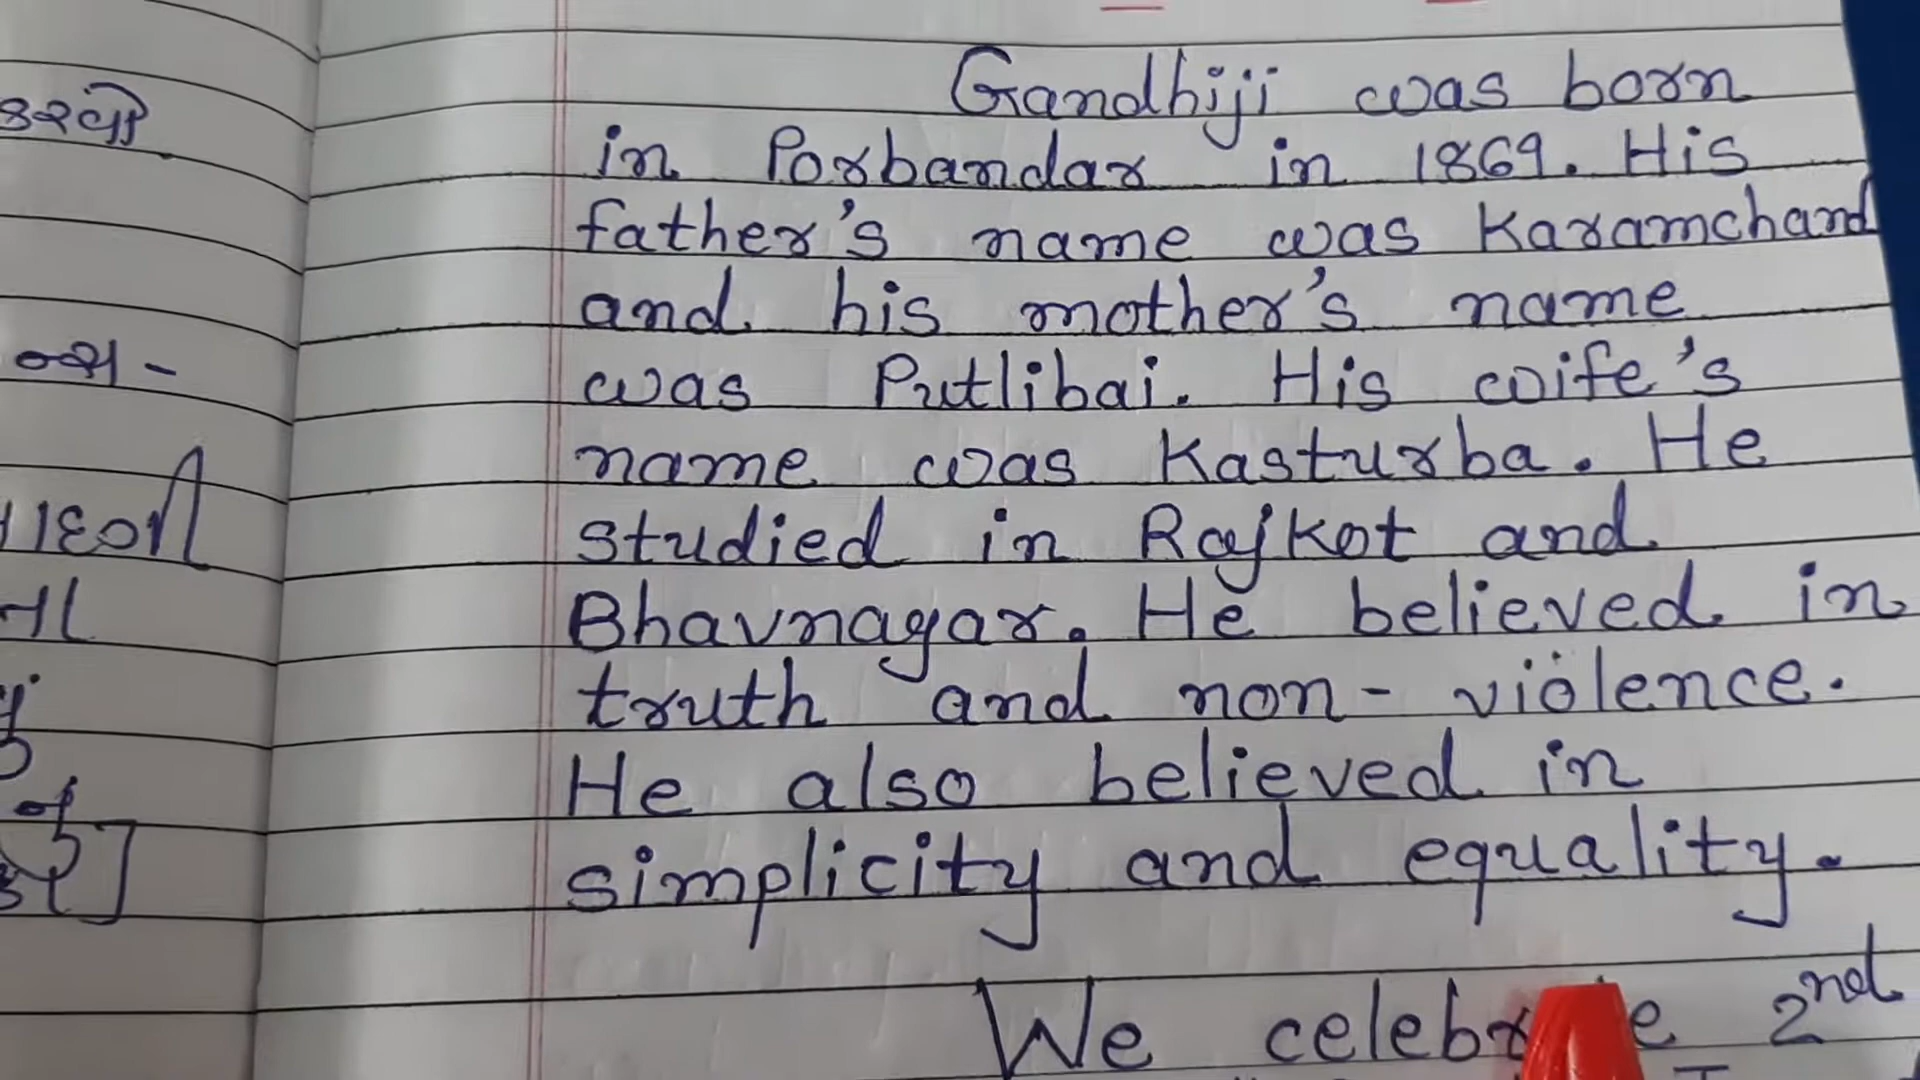 Gandhiji was born
in Porbandar in 1869. His
father's name was Karamchand
and his mother's name
was Putlibai. His wife's
name was Kasturba. He
studied in Rajkot and
Bhavnagar. He believed in
truth and non- violence.
He also believed in
simplicity and equality.
We 2nd